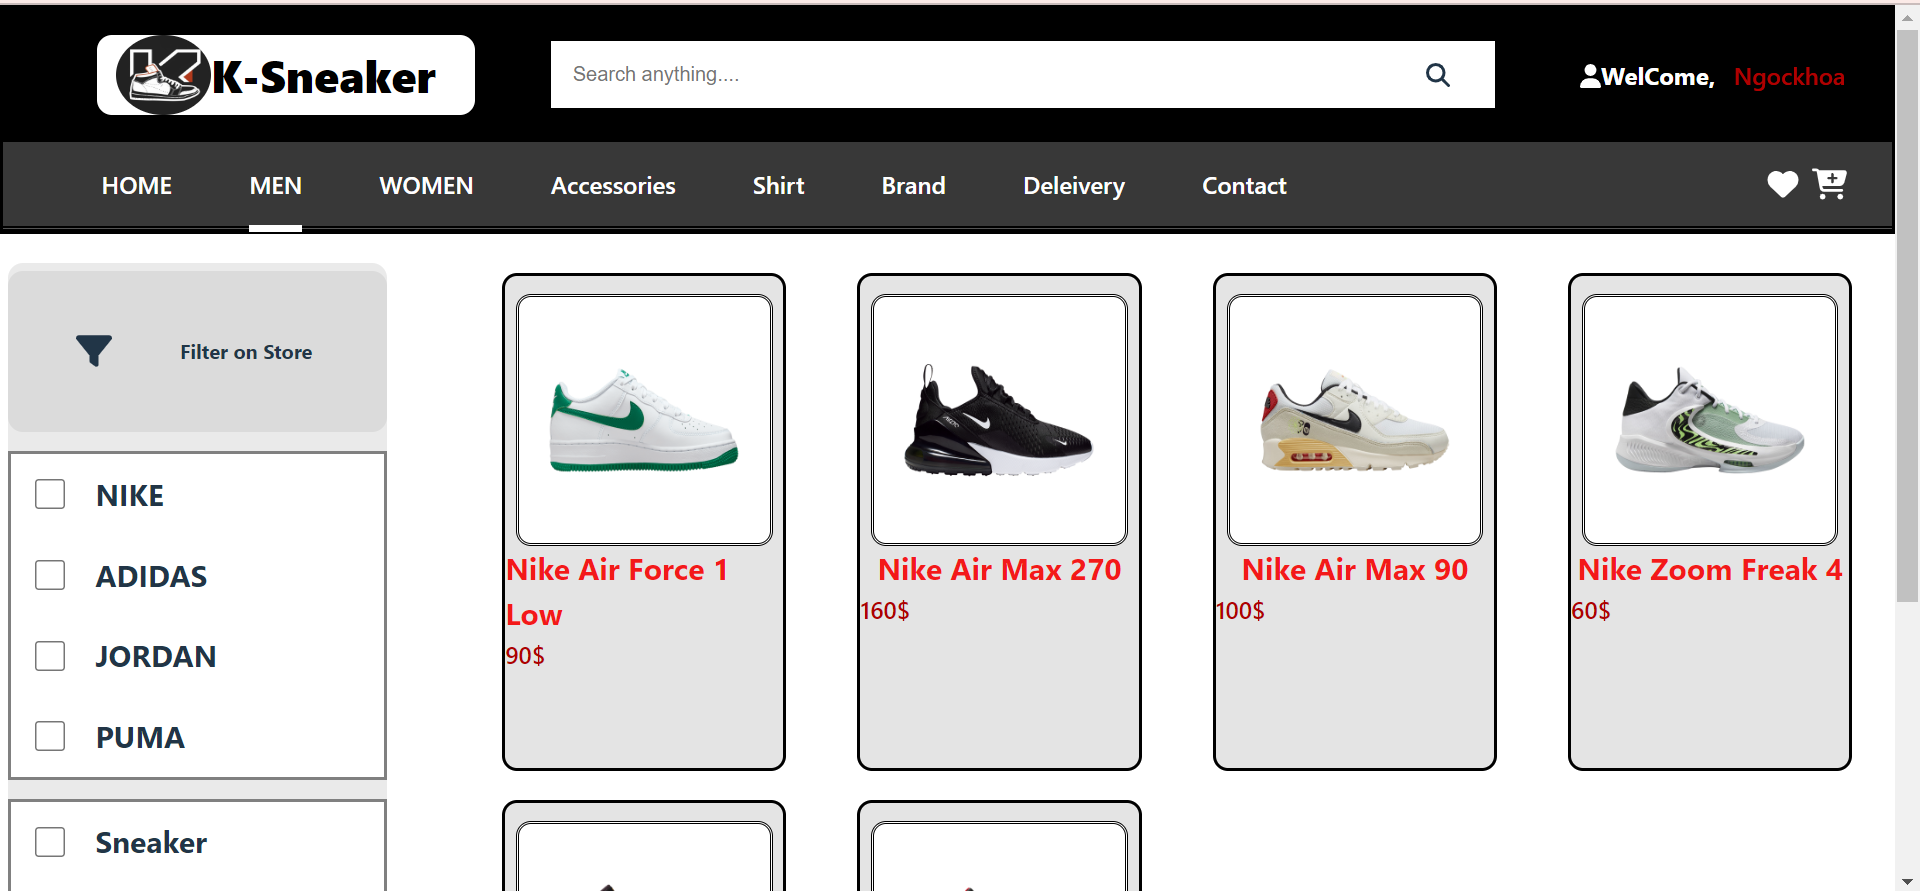 K-Sneaker
Search anything....
WelCome, Ngockhoa
HOME MEN WOMEN Accessories Shirt Brand Deleivery Contact
Filter on Store
NIKE
ADIDAS
JORDAN
PUMA
Sneaker
Nike Air Force 1
Low
90$
Nike Air Max 270
160$
Nike Air Max 90
100$
Nike Zoom Freak 4
60$